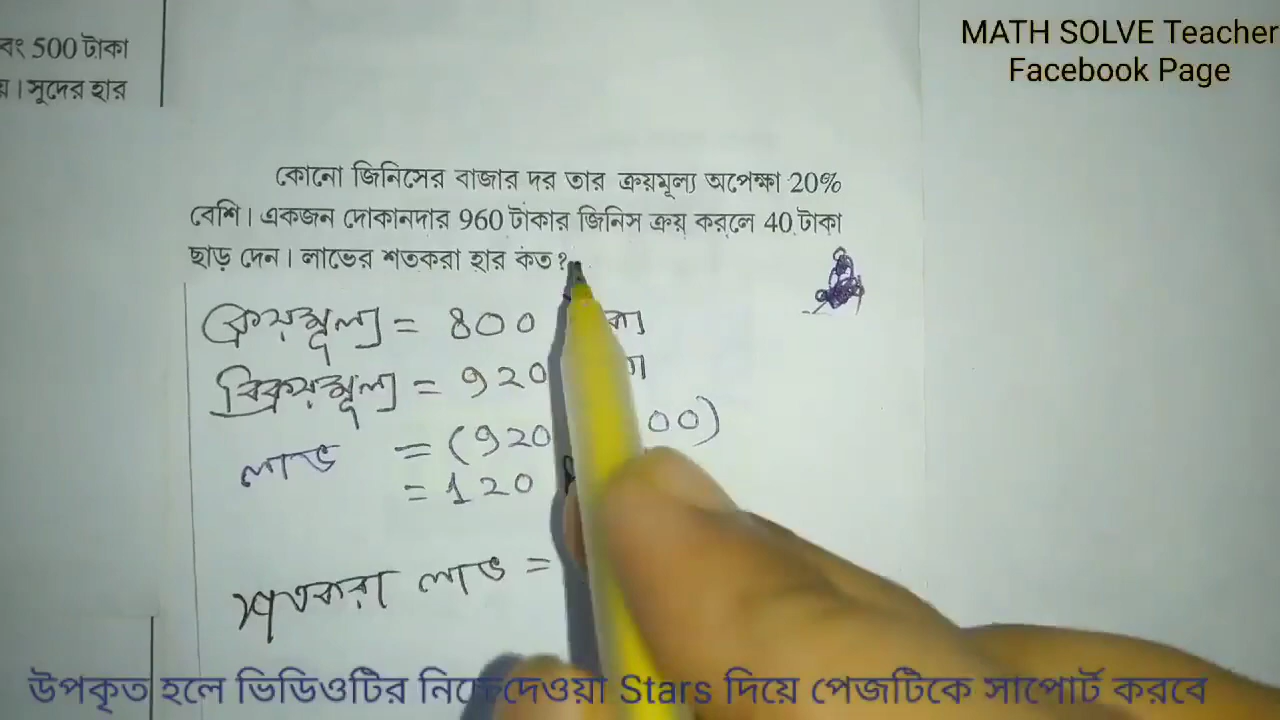 MATH SOLVE Teacher
Facebook Page
বং 500 টাকা
য়। সুদের হার
কোনো জিনিসের বাজার দর তার ক্রয়মূল্য অপেক্ষা 20%
বেশি। একজন দোকানদার 960 টাকার জিনিস ক্রয় করলে 40 টাকা
ছাড় দেন। লাভের শতকরা হার কত?
ক্রয়মূল্য = 800
বিক্রয়মূল্য = 920
লাভ = (920 00)
= 120
শতকরা লাভ =
উপকৃত হলে ভিডিওটির নিচে দেওয়া Stars দিয়ে পেজটিকে সাপোর্ট করবে